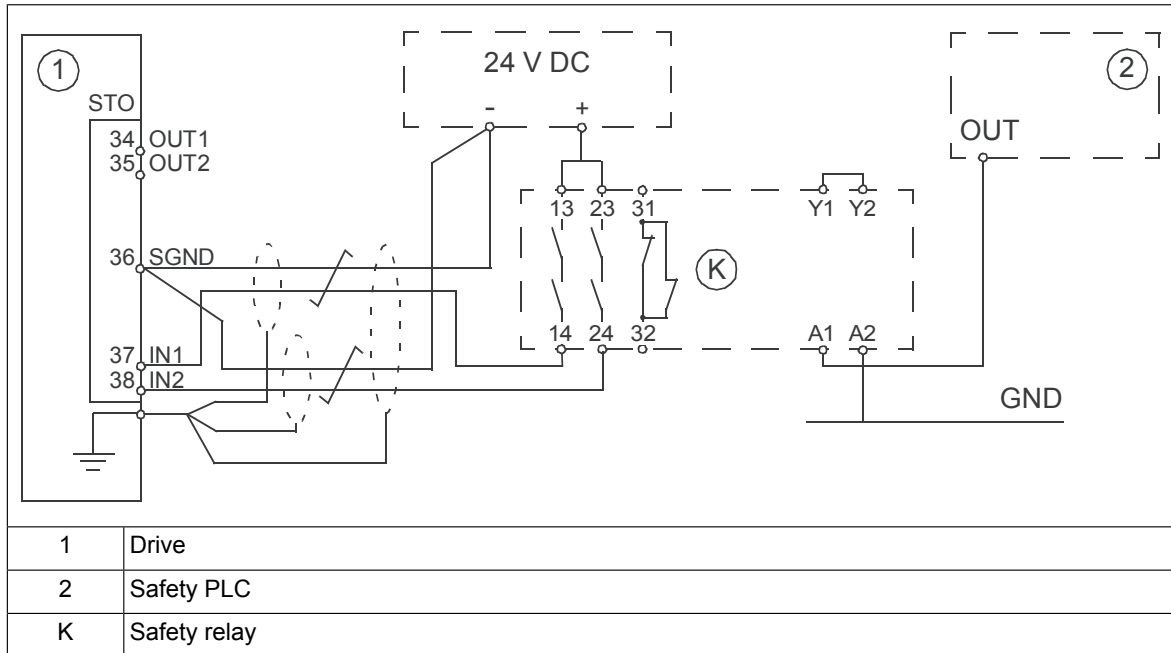 1
24 V DC
2
STO
- +
34 OUT1
OUT
35 OUT2
13 23 31
Y1 Y2
36 SGND
K
14 24 32
A1 A2
37 IN1
38 IN2
GND
1 Drive
2 Safety PLC
K Safety relay